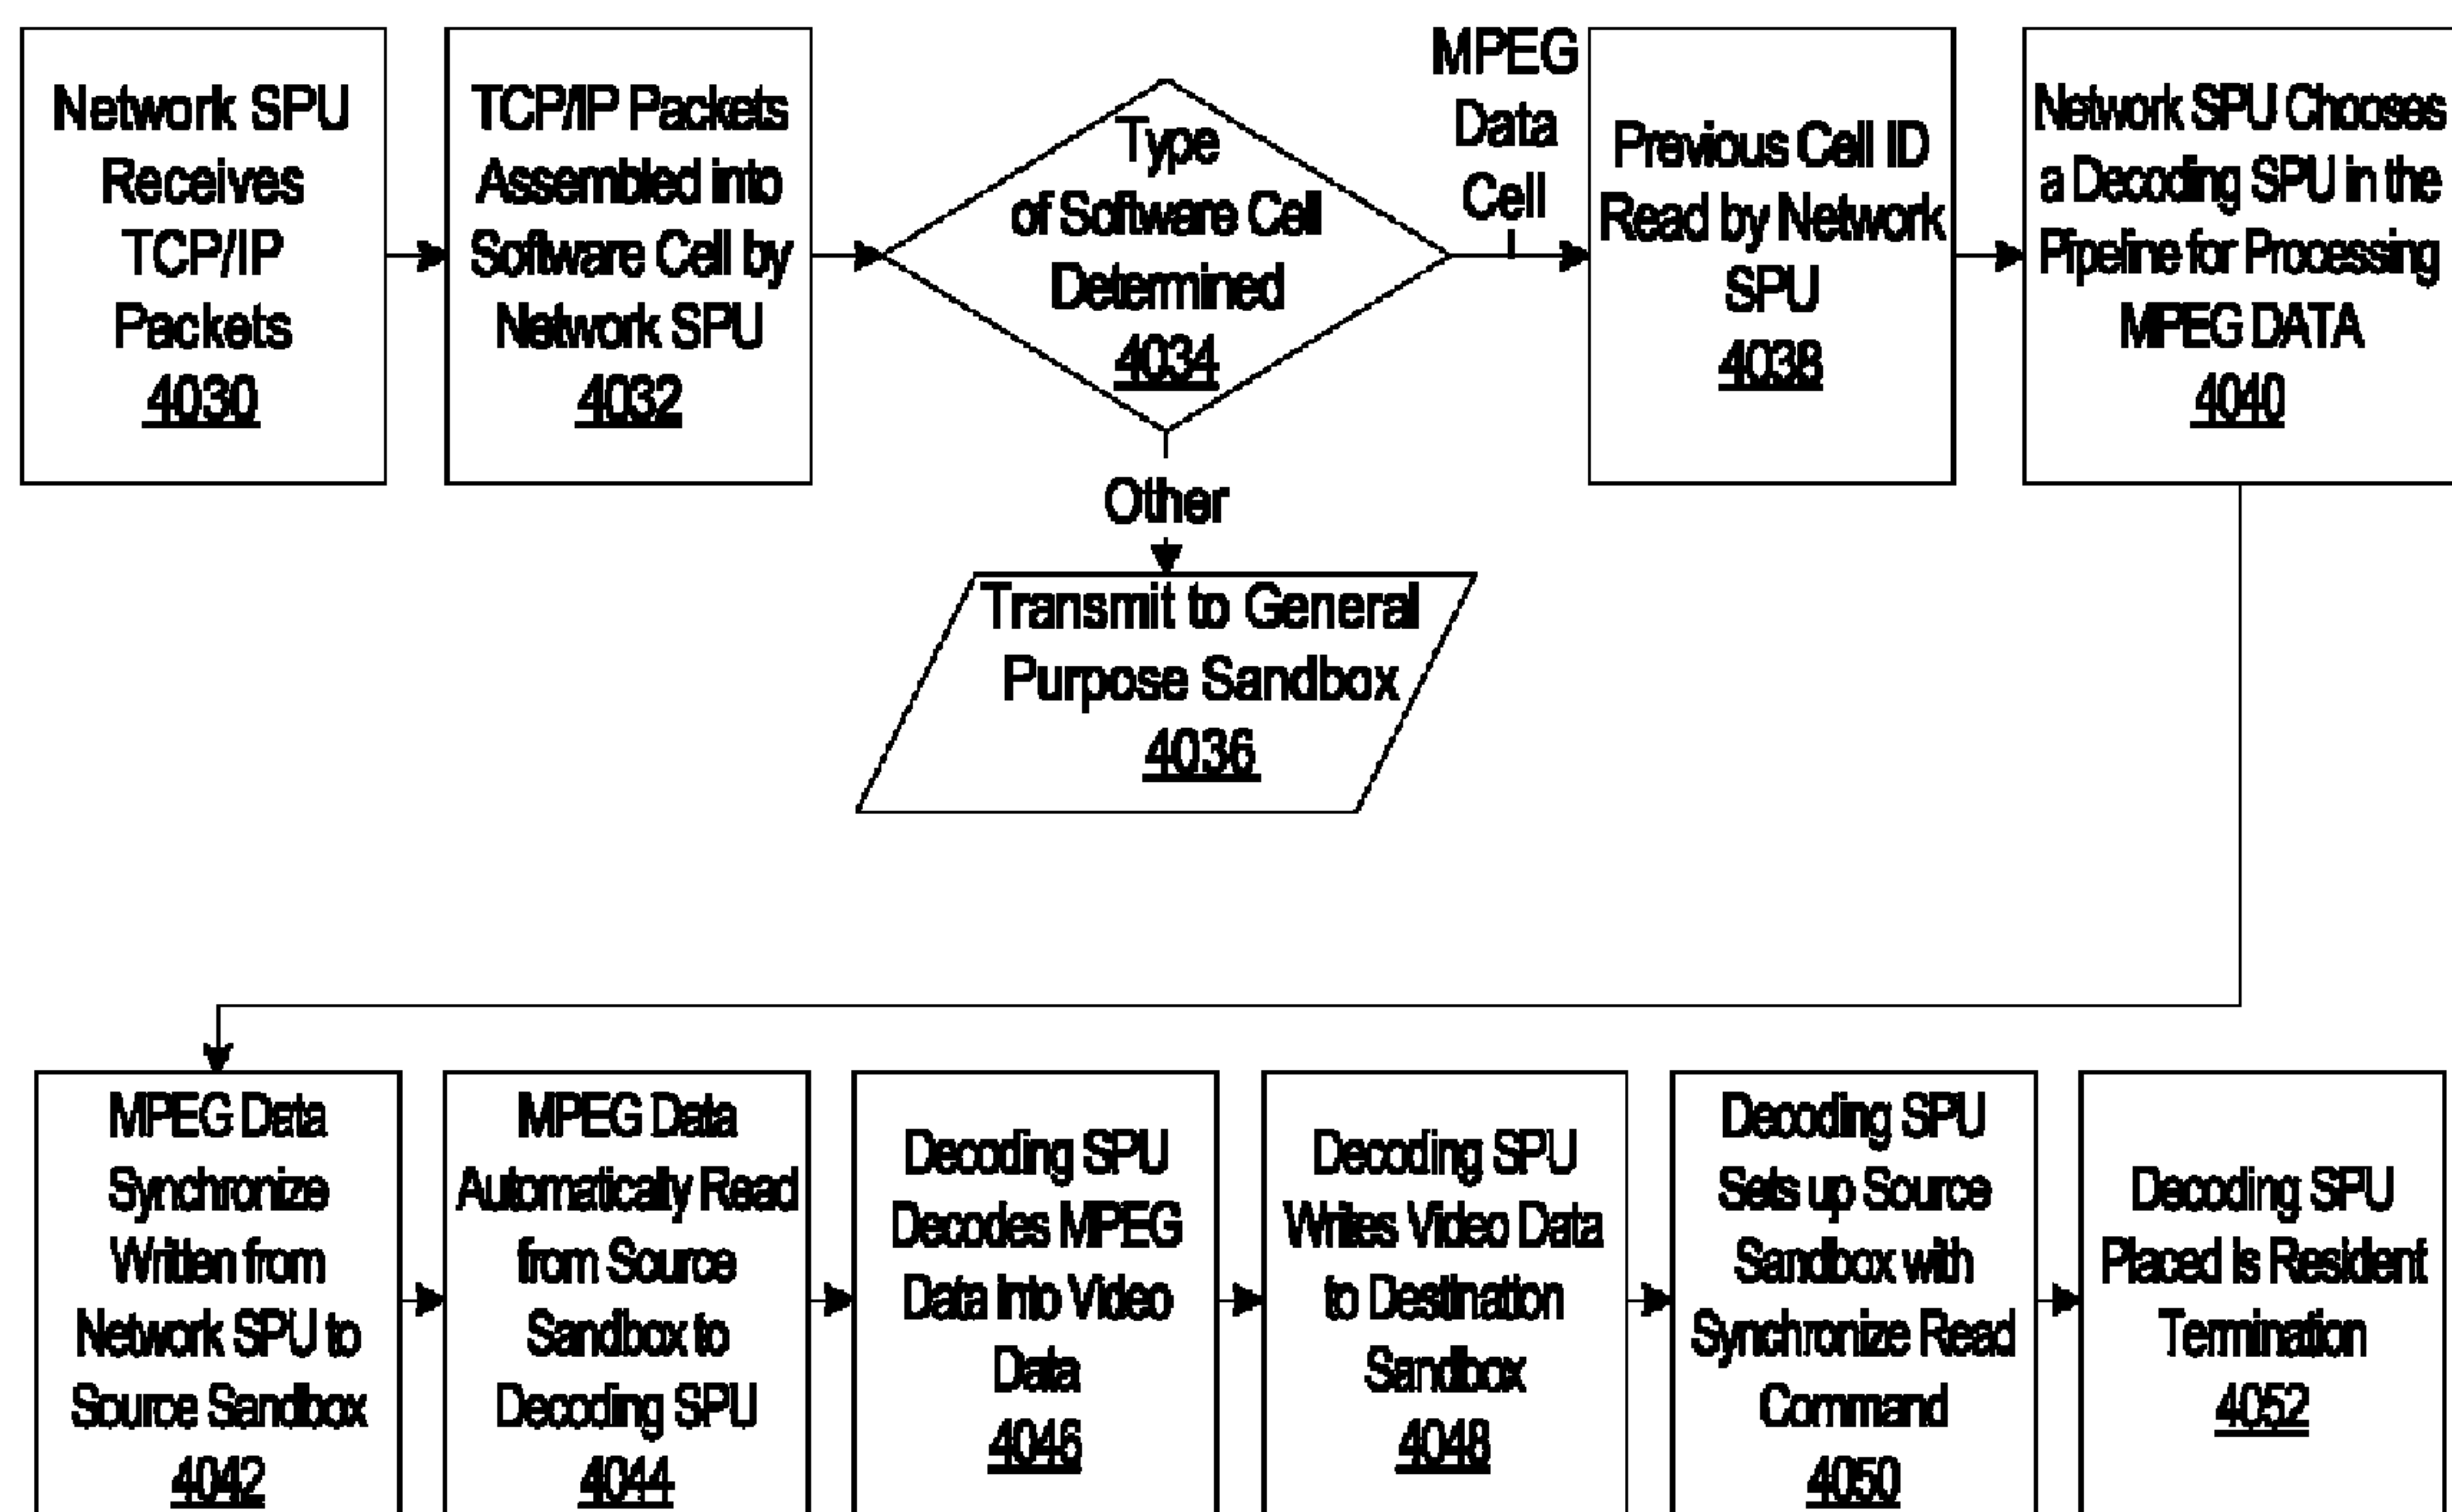 Network SPU
Receives
TCP/IP
Packets
4030
TCP/IP Packets
Assembled into
Software Cell by
Network SPU
4032
Type
of Software Cell
Determined
4034
MPEG
Data
Cell
Previous Cell ID
Read by Network
SPU
4038
Network SPU Chooses
a Decoding SPU in the
Pipeline for Processing
MPEG DATA
4040
Other
Transmit to General
Purpose Sandbox
4036
MPEG Data
Synchronize
Written from
Network SPU to
Source Sandbox
4042
MPEG Data
Automatically Read
from Source
Sandbox to
Decoding SPU
4044
Decoding SPU
Decodes MPEG
Data into Video
Data
4046
Decoding SPU
Writes Video Data
to Destination
Sandbox
4048
Decoding SPU
Sets up Source
Sandbox with
Synchronize Read
Command
4050
Decoding SPU
Placed is Resident
Termination
4052